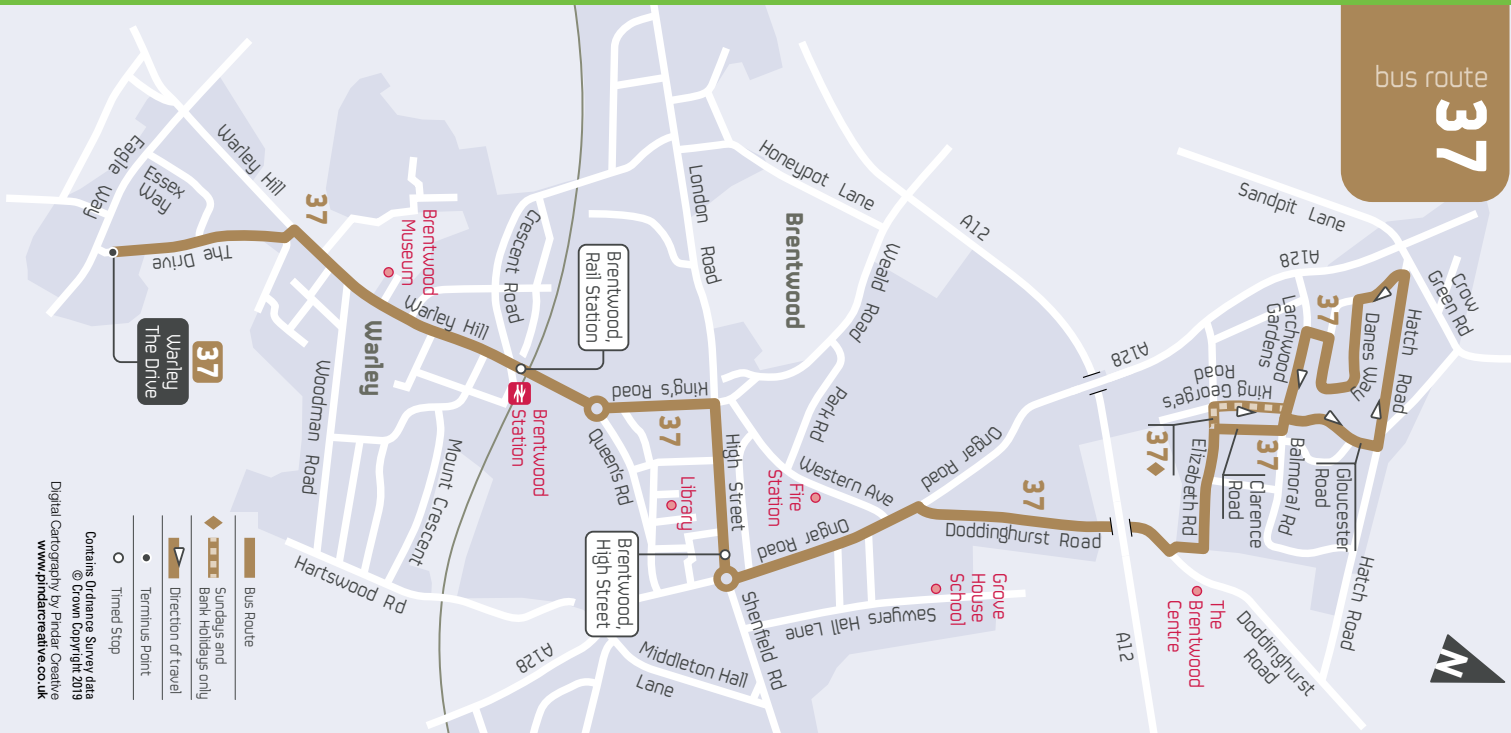 bus route
37
Sandpit Lane
A128
Crow
Green Rd
Hatch Road
Danes Way
37
Larchwood
Gardens
King George's
Road
37
Balmoral Rd
Gloucester
Road
Clarence
Road
Elizabeth Rd
37
Hatch Road
The
Brentwood
Centre
Doddinghurst
Road
N
A12
A128
A12
Honeypot Lane
Weald Road
Brentwood
London Road
Park Rd
Western Ave
Fire
Station
Ongar Road
37
Doddinghurst Road
Ongar Road
Grove
House
School
Sawyers Hall Lane
Shenfield Rd
High Street
Library
37
King's Road
Queen's Rd
Brentwood,
High Street
Middleton Hall
Lane
A128
Brentwood,
Rail Station
Brentwood
Station
Crescent Road
Brentwood
Museum
Warley Hill
Warley
Woodman Road
Mount Crescent
Hartswood Rd
Warley Hill
37
Essex
Way
Eagle Way
The Drive
37
Warley
The Drive
Bus Route
Sundays and
Bank Holidays only
Direction of travel
Terminus Point
Timed Stop
Contains Ordnance Survey data
© Crown Copyright 2019
Digital Cartography by Pindar Creative
www.pindarcreative.co.uk